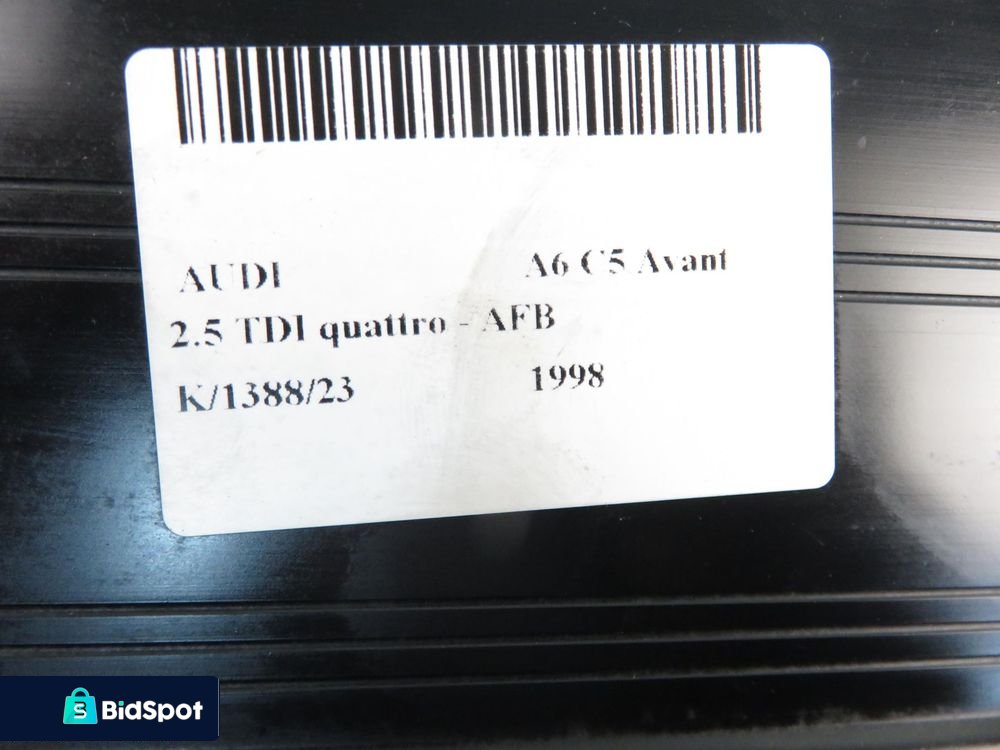 AUDI A6 C5 Avant
2.5 TDI quattro - AFB
K/1388/23 1998
BidSpot